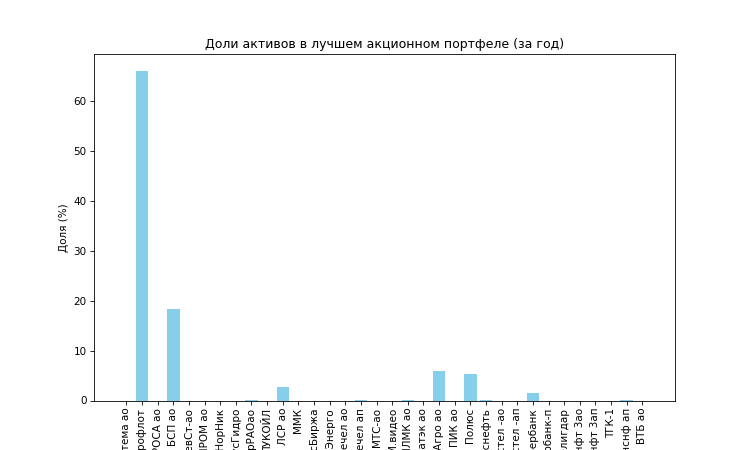 Доли активов в лучшем акционном портфеле (за год)
Доля (%)
60
50
40
30
20
10
0
тема ао
рофлот
РОСА ао
БСП ао
евСт-ао
ПРОМ ао
НорНик
сГидро
рРАОао
ЛУКОЙЛ
ЛСР ао
ММК
сБиржа
Энерго
ечел ао
ечел ап
МТС-ао
М.видео
ЛМК ао
атэк ао
Агро ао
ПИК ао
Полюс
снефть
стел -ао
стел -ап
ербанк
рбанк-п
лигдар
нфт 3ао
нфт 3ап
ТГК-1
нснф ап
ВТБ ао